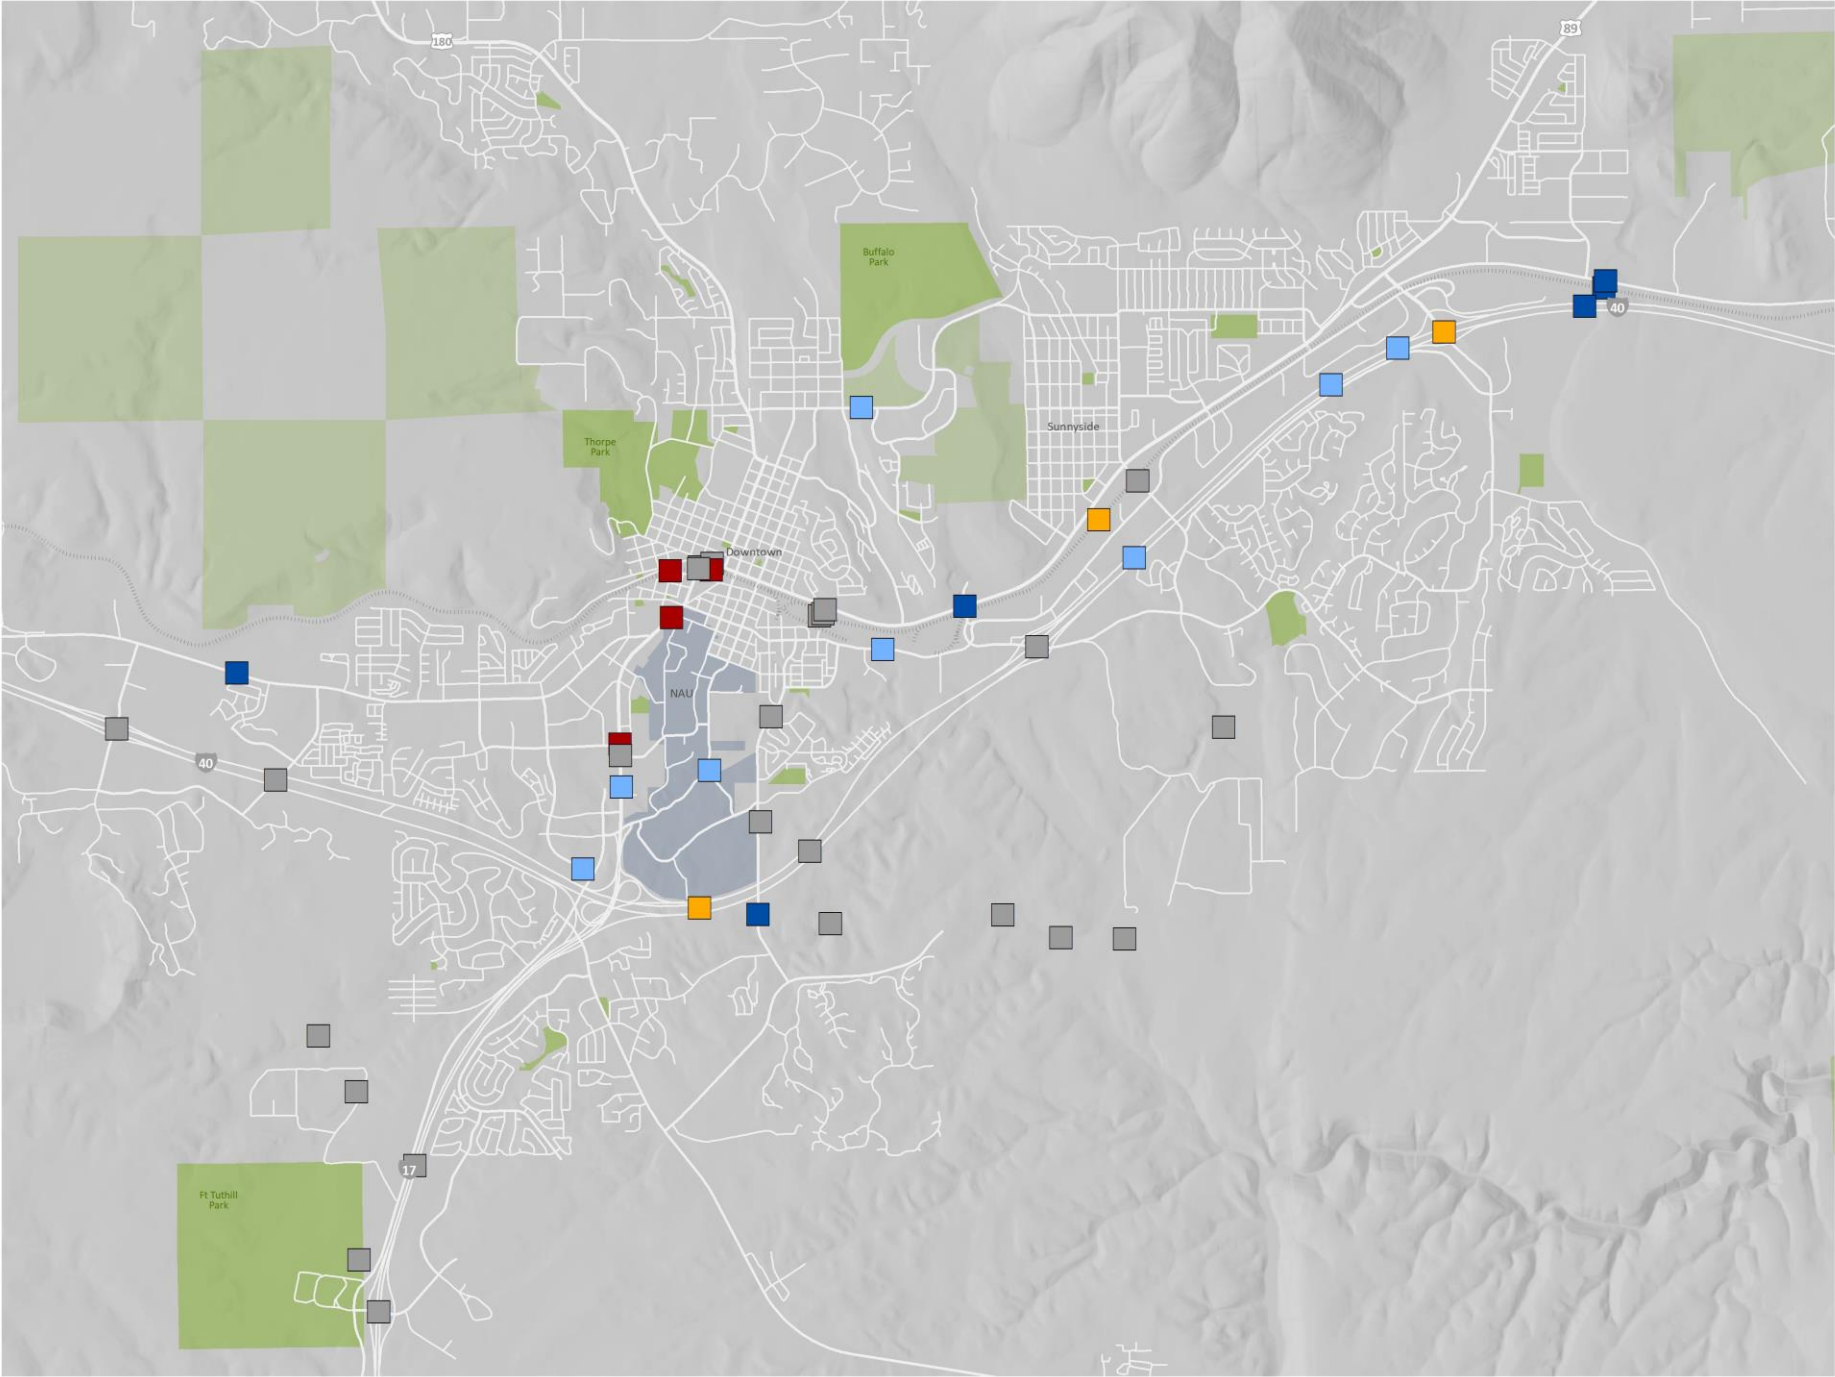 180
89
Buffalo
Park
40
Sunnyside
Thorpe
Park
Downtown
NAU
40
17
Ft Tuthill
Park